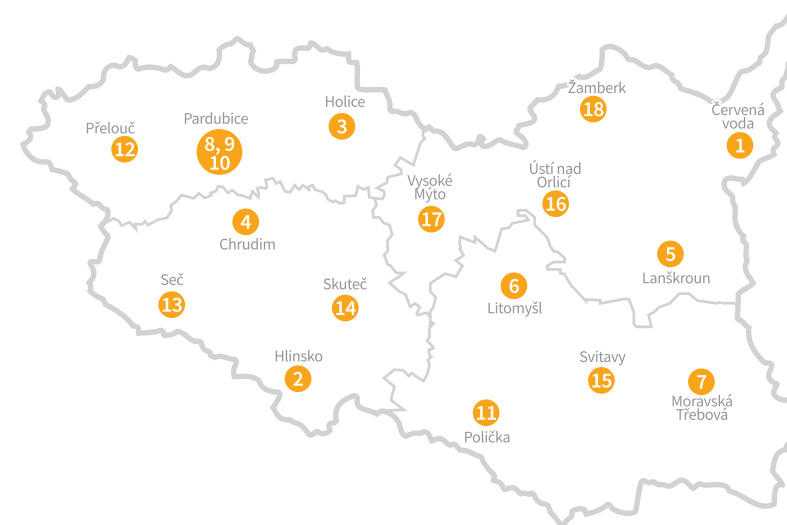 Žamberk
18
Holice
3
Červená
voda
1
Pardubice
8, 9
10
Přelouč
12
Ústí nad
Orlicí
16
Vysoké
Mýto
17
4
Chrudim
5
Lanškroun
Seč
13
Skuteč
14
6
Litomyšl
Hlinsko
2
Svitavy
15
7
Moravská
Třebová
11
Polička